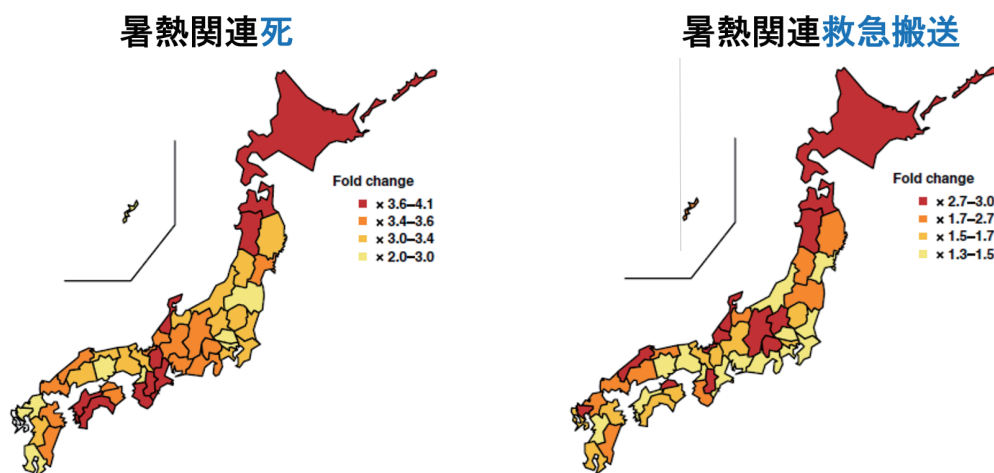 暑熱関連死
Fold change
× 3.6–4.1
× 3.4–3.6
× 3.0–3.4
× 2.0–3.0
暑熱関連救急搬送
Fold change
× 2.7–3.0
× 1.7–2.7
× 1.5–1.7
× 1.3–1.5